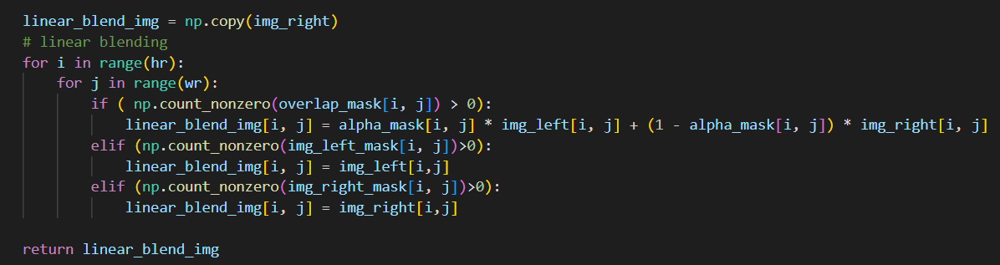 linear_blend_img = np.copy(img_right)
# linear blending
for i in range(hr):
    for j in range(wr):
        if ( np.count_nonzero(overlap_mask[i, j]) > 0):
            linear_blend_img[i, j] = alpha_mask[i, j] * img_left[i, j] + (1 - alpha_mask[i, j]) * img_right[i, j]
        elif (np.count_nonzero(img_left_mask[i, j])>0):
            linear_blend_img[i, j] = img_left[i,j]
        elif (np.count_nonzero(img_right_mask[i, j])>0):
            linear_blend_img[i, j] = img_right[i,j]

return linear_blend_img